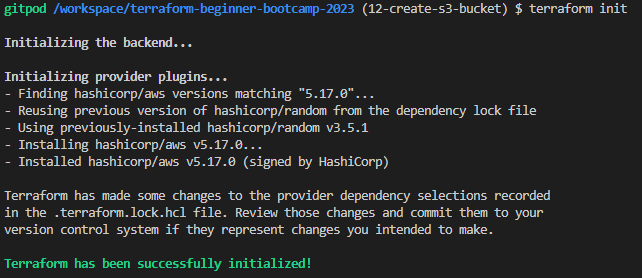 gitpod /workspace/terraform-beginner-bootcamp-2023 (12-create-s3-bucket) $ terraform init
Initializing the backend...
Initializing provider plugins...
- Finding hashicorp/aws versions matching "5.17.0"...
- Reusing previous version of hashicorp/random from the dependency lock file
- Using previously-installed hashicorp/random v3.5.1
- Installing hashicorp/aws v5.17.0...
- Installed hashicorp/aws v5.17.0 (signed by HashiCorp)
Terraform has made some changes to the provider dependency selections recorded
in the .terraform.lock.hcl file. Review those changes and commit them to your
version control system if they represent changes you intended to make.
Terraform has been successfully initialized!